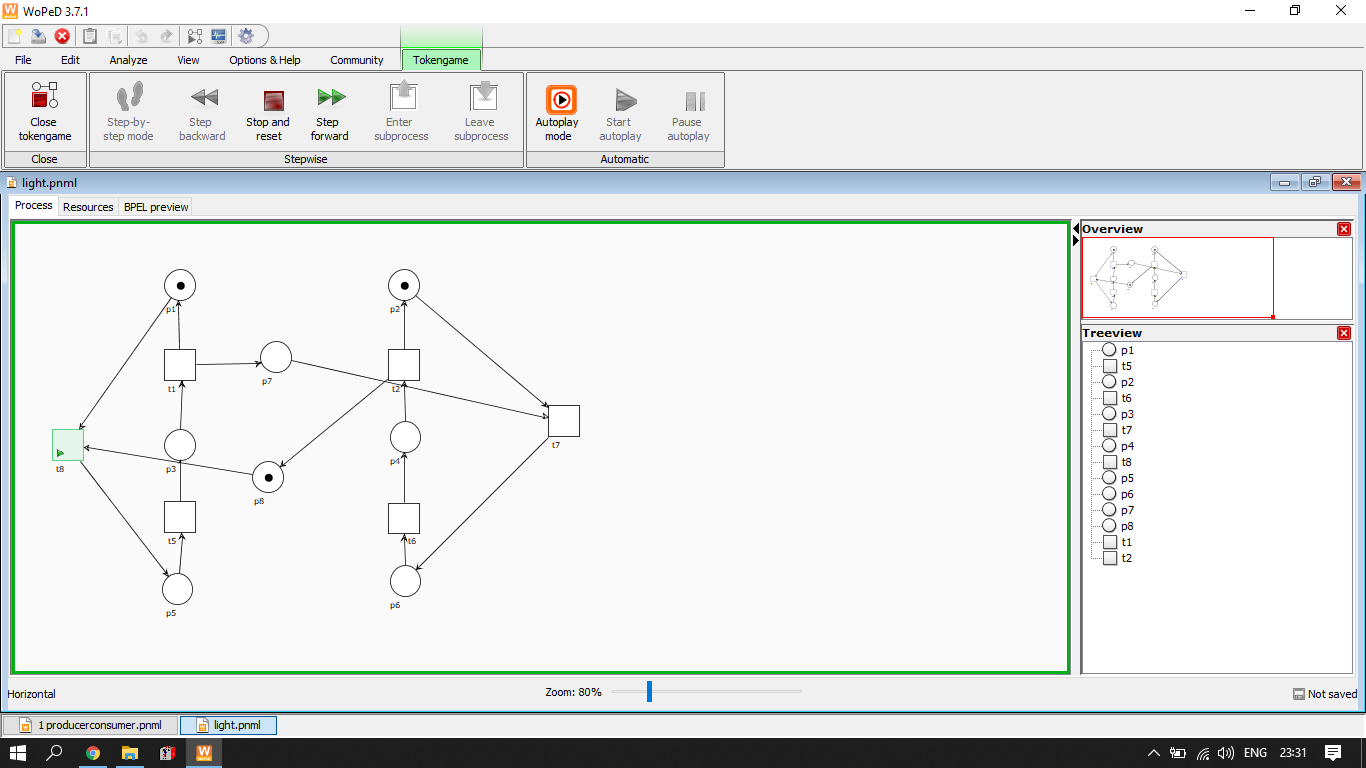 WoPeD 3.7.1
File Edit Analyze View Options & Help Community Tokengame
Close tokengame
Step-by-step mode
Step backward
Stop and reset
Step forward
Enter subprocess
Leave subprocess
Autoplay mode
Start autoplay
Pause autoplay
Close Stepwise Automatic
light.pnml
Process Resources BPEL preview
p1
p2
t1
p7
t2
t7
t8
p3
p4
p8
t5
t6
p5
p6
Overview
Treeview
p1
t5
p2
t6
p3
t7
p4
t8
p5
p6
p7
p8
t1
t2
Horizontal
Zoom: 80%
Not saved
1 producerconsumer.pnml
light.pnml
ENG 23:31